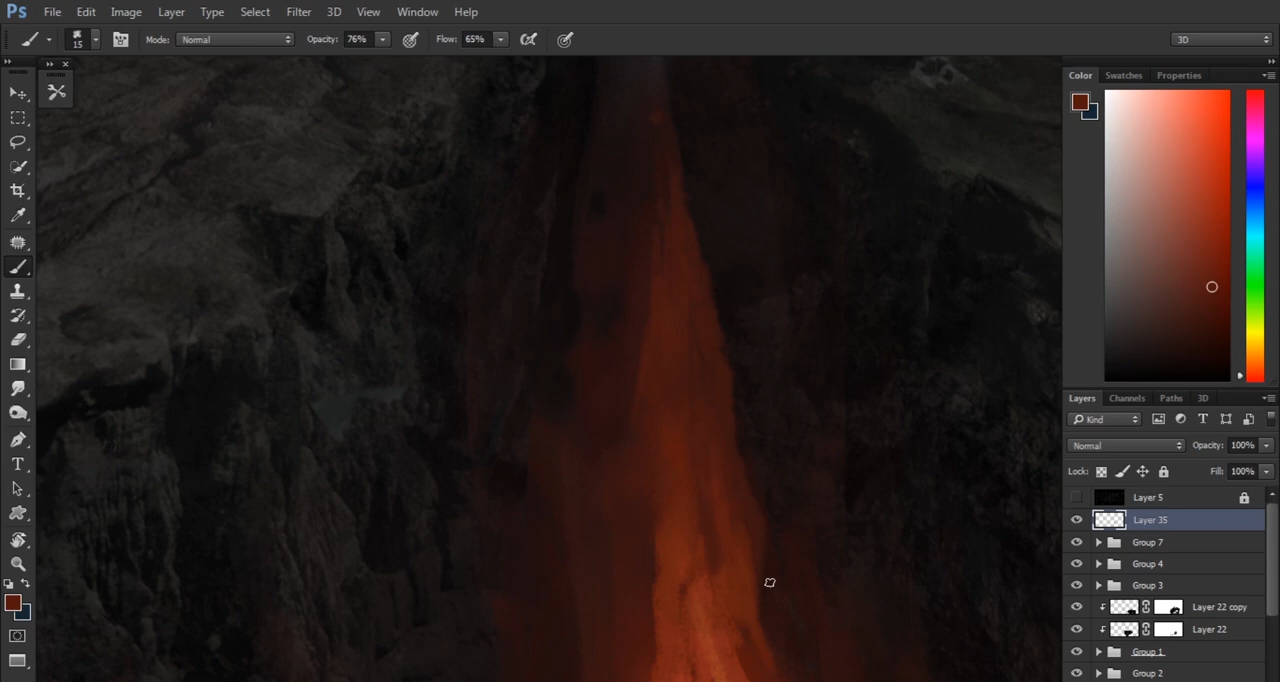 Ps File Edit Image Layer Type Select Filter 3D View Window Help
15 Mode: Normal Opacity: 76% Flow: 65% 3D
Color Swatches Properties
Layers Channels Paths 3D
Kind
Normal Opacity: 100%
Lock: Fill: 100%
Layer 5
Layer 35
Group 7
Group 4
Group 3
Layer 22 copy
Layer 22
Group 1
Group 2